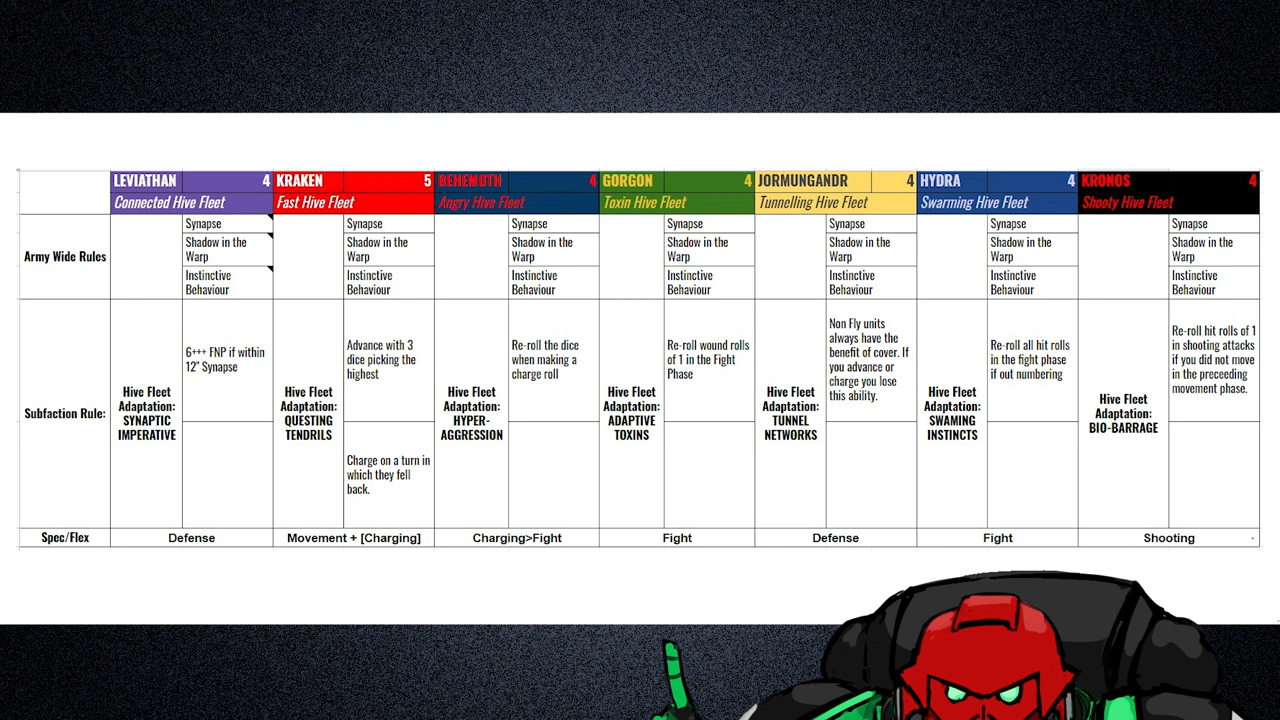 LEVIATHAN 4 KRAKEN 5 BEHEMOTH 4 GORGON 4 JORMUNGANDR 4 HYDRA 4 KRONOS 4
Connected Hive Fleet Fast Hive Fleet Angry Hive Fleet Toxin Hive Fleet Tunnelling Hive Fleet Swarming Hive Fleet Shooty Hive Fleet
Army Wide Rules
Synapse
Shadow in the
Warp
Instinctive
Behaviour
Synapse
Shadow in the
Warp
Instinctive
Behaviour
Synapse
Shadow in the
Warp
Instinctive
Behaviour
Synapse
Shadow in the
Warp
Instinctive
Behaviour
Synapse
Shadow in the
Warp
Instinctive
Behaviour
Synapse
Shadow in the
Warp
Instinctive
Behaviour
Synapse
Shadow in the
Warp
Instinctive
Behaviour
Subfaction Rule:
Hive Fleet
Adaptation:
SYNAPTIC
IMPERATIVE
6+++ FNP if within
12" Synapse
Hive Fleet
Adaptation:
QUESTING
TENDRILS
Advance with 3
dice picking the
highest
Charge on a turn in
which they fell
back.
Hive Fleet
Adaptation:
HYPER-
AGGRESSION
Re-roll the dice
when making a
charge roll
Hive Fleet
Adaptation:
ADAPTIVE
TOXINS
Re-roll wound rolls
of 1 in the Fight
Phase
Hive Fleet
Adaptation:
TUNNEL
NETWORKS
Non Fly units
always have the
benefit of cover. If
you advance or
charge you lose
this ability.
Hive Fleet
Adaptation:
SWAMING
INSTINCTS
Re-roll all hit rolls
in the fight phase
if out numbering
Hive Fleet
Adaptation:
BIO-BARRAGE
Re-roll hit rolls of 1
in shooting attacks
if you did not move
in the preceeding
movement phase.
Spec/Flex Defense Movement + [Charging] Charging>Fight Fight Defense Fight Shooting